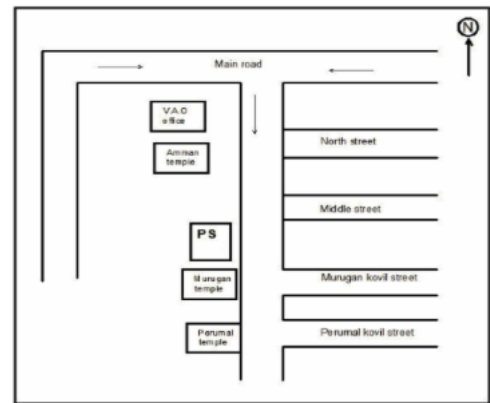 N
Main road
V.A.O
office
Amman
temple
North street
Middle street
PS
Murugan
temple
Murugan kovil street
Perumal
temple
Perumal kovil street